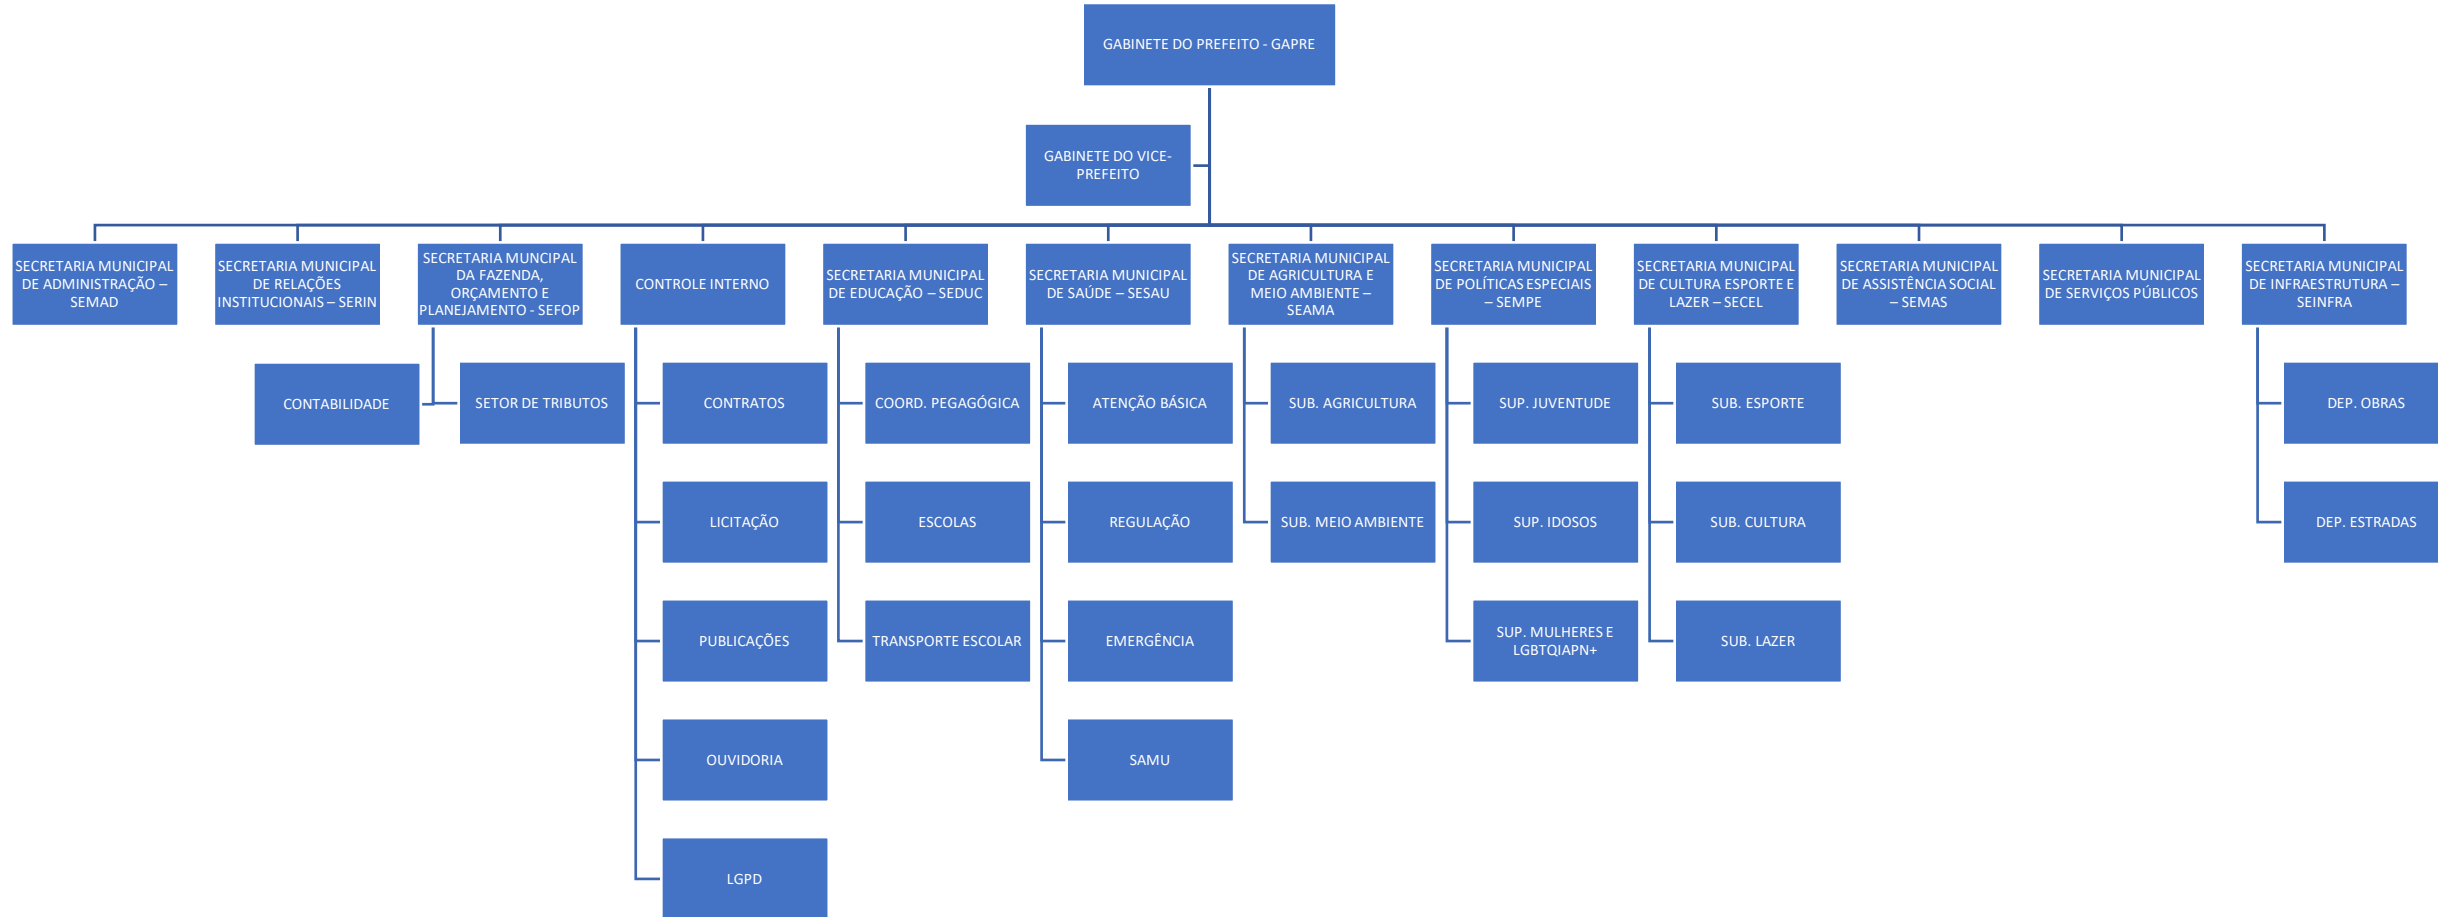 GABINETE DO PREFEITO - GAPRE
GABINETE DO VICE-
PREFEITO
SECRETARIA MUNICIPAL
DE ADMINISTRAÇÃO –
SEMAD
SECRETARIA MUNICIPAL
DE RELAÇÕES
INSTITUCIONAIS – SERIN
SECRETARIA MUNCIPAL
DA FAZENDA,
ORÇAMENTO E
PLANEJAMENTO - SEFOP
CONTROLE INTERNO
SECRETARIA MUNICIPAL
DE EDUCAÇÃO – SEDUC
SECRETARIA MUNICIPAL
DE SAÚDE – SESAU
SECRETARIA MUNICIPAL
DE AGRICULTURA E
MEIO AMBIENTE –
SEAMA
SECRETARIA MUNICIPAL
DE POLÍTICAS ESPECIAIS
– SEMPE
SECRETARIA MUNICIPAL
DE CULTURA ESPORTE E
LAZER – SECEL
SECRETARIA MUNICIPAL
DE ASSISTÊNCIA SOCIAL
– SEMAS
SECRETARIA MUNICIPAL
DE SERVIÇOS PÚBLICOS
SECRETARIA MUNICIPAL
DE INFRAESTRUTURA –
SEINFRA
CONTABILIDADE
SETOR DE TRIBUTOS
CONTRATOS
COORD. PEGAGÓGICA
ATENÇÃO BÁSICA
SUB. AGRICULTURA
SUP. JUVENTUDE
SUB. ESPORTE
DEP. OBRAS
LICITAÇÃO
ESCOLAS
REGULAÇÃO
SUB. MEIO AMBIENTE
SUP. IDOSOS
SUB. CULTURA
DEP. ESTRADAS
PUBLICAÇÕES
TRANSPORTE ESCOLAR
EMERGÊNCIA
SUP. MULHERES E
LGBTQIAPN+
SUB. LAZER
OUVIDORIA
SAMU
LGPD